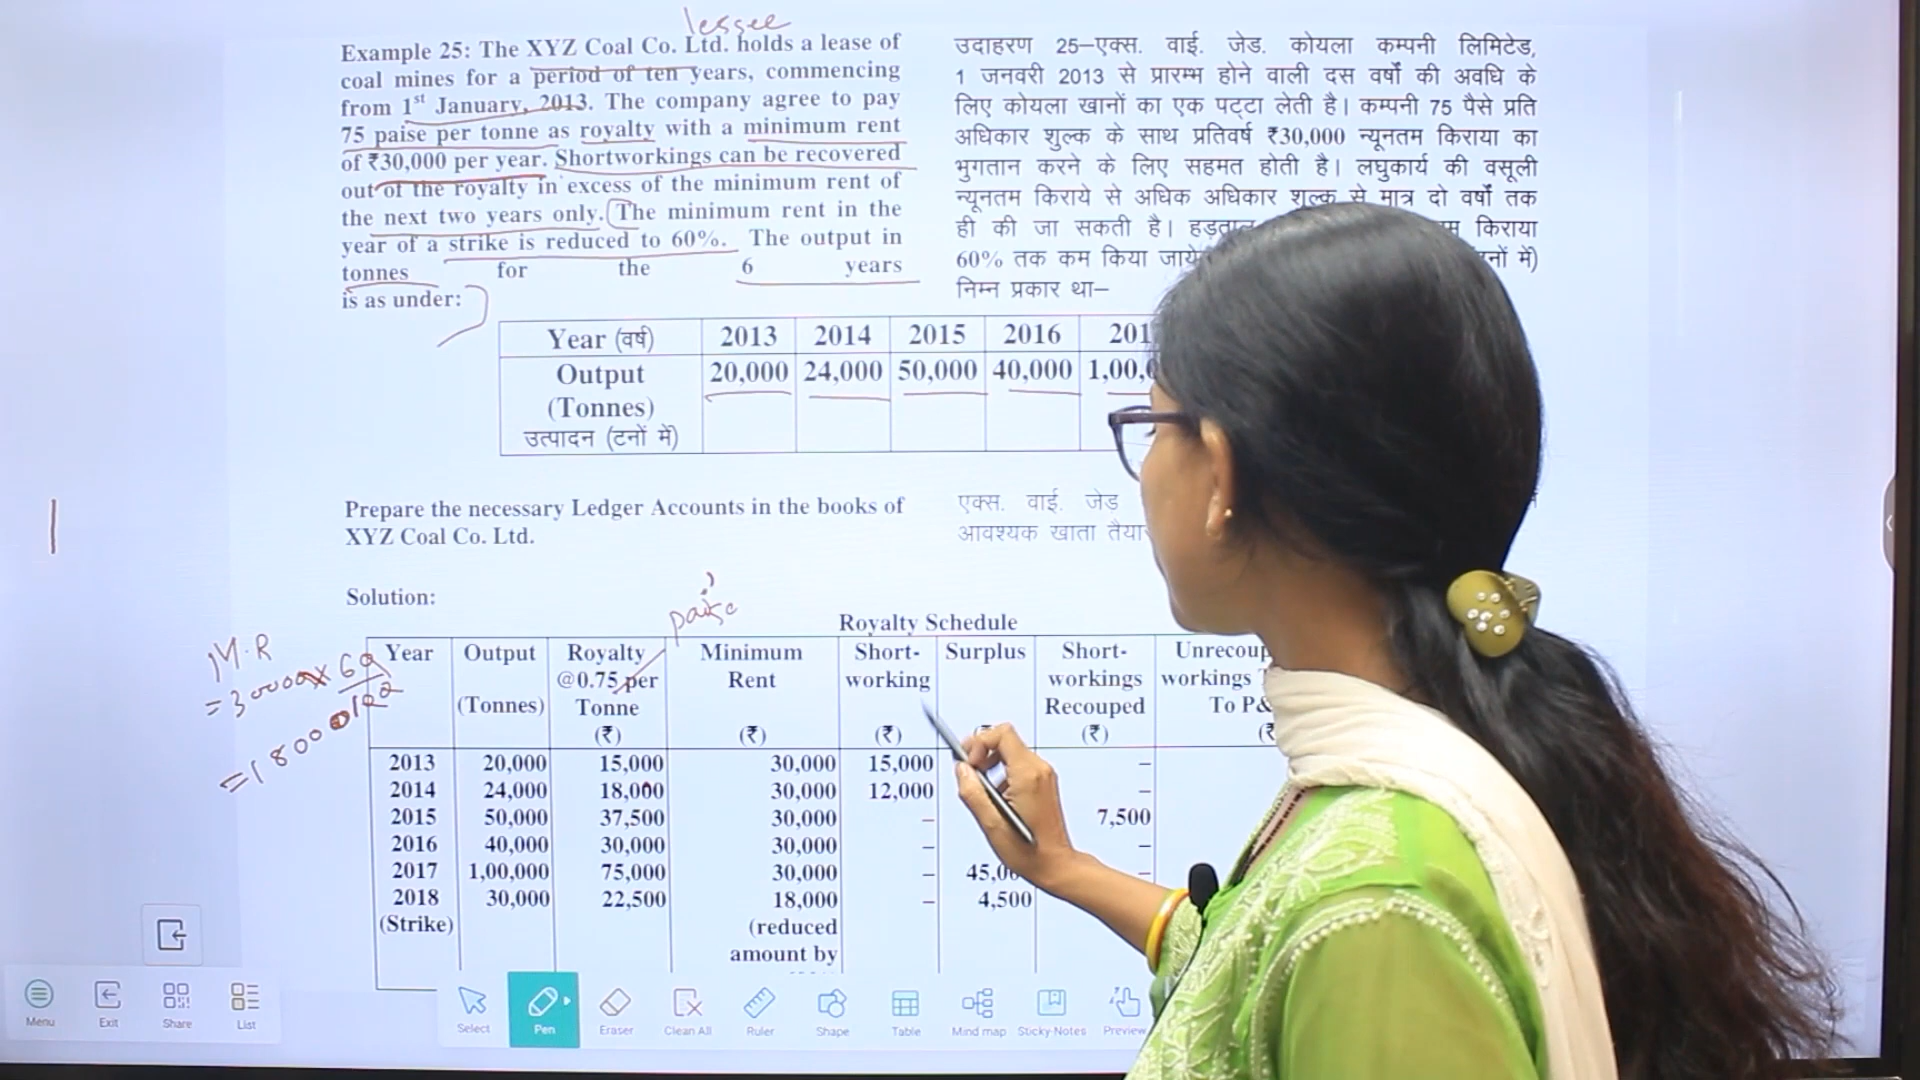 lessee
Example 25: The XYZ Coal Co. Ltd. holds a lease of
coal mines for a period of ten years, commencing
from 1st January, 2013. The company agree to pay
75 paise per tonne as royalty with a minimum rent
of ₹30,000 per year. Shortworkings can be recovered
out of the royalty in excess of the minimum rent of
the next two years only. The minimum rent in the
year of a strike is reduced to 60%. The output in
tonnes for the 6 years
is as under:
उदाहरण 25–एक्स. वाई. जेड. कोयला कम्पनी लिमिटेड,
1 जनवरी 2013 से प्रारम्भ होने वाली दस वर्षों की अवधि के
लिए कोयला खानों का एक पट्टा लेती है। कम्पनी 75 पैसे प्रति
अधिकार शुल्क के साथ प्रतिवर्ष ₹30,000 न्यूनतम किराया का
भुगतान करने के लिए सहमत होती है। लघुकार्य की वसूली
न्यूनतम किराये से अधिक अधिकार शुल्क से मात्र दो वर्षों तक
ही की जा सकती है। किराया
60% तक कम किया जाये
निम्न प्रकार था–
Year (वर्ष) 2013 2014 2015 2016 201
Output 20,000 24,000 50,000 40,000 1,00,0
(Tonnes)
उत्पादन (टनों में)
Prepare the necessary Ledger Accounts in the books of
XYZ Coal Co. Ltd.
एक्स. वाई. जेड
आवश्यक खाता
Solution:
paise
Royalty Schedule
M.R
= 30000 × 60
100
= 18000
Year Output Royalty Minimum Short- Surplus Short- Unrecoup
@0.75 per Rent working workings workings
(Tonnes) Tonne Recouped To P&
(₹) (₹) (₹) (₹)
2013 20,000 15,000 30,000 15,000 –
2014 24,000 18,000 30,000 12,000 –
2015 50,000 37,500 30,000 – 7,500
2016 40,000 30,000 30,000 – –
2017 1,00,000 75,000 30,000 – 45,00 –
2018 30,000 22,500 18,000 – 4,500
(Strike) (reduced
amount by
Menu Exit Share List
Select Pen Eraser Clean All Ruler Shape Table Mind map Sticky-Notes Preview